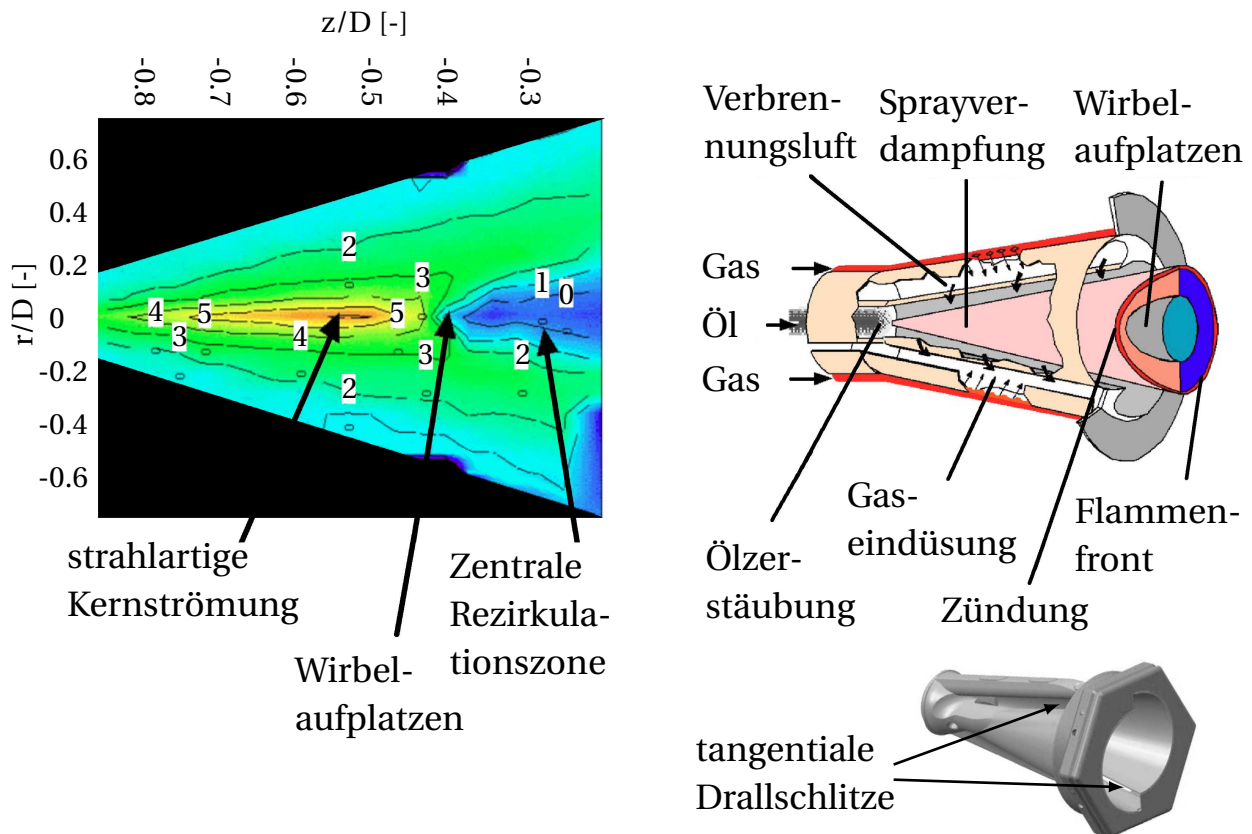 z/D [-]
-0.8 -0.7 -0.6 -0.5 -0.4 -0.3
r/D [-]
0.6
0.4
0.2
0
-0.2
-0.4
-0.6
2
3
1
0
4
5
5
3
4
3
2
2
strahlartige
Kernströmung
Wirbel-
aufplatzen
Zentrale
Rezirkula-
tionszone
Verbren-
nungsluft
Sprayver-
dampfung
Wirbel-
aufplatzen
Gas
Öl
Gas
Ölzer-
stäubung
Gas-
eindüsung
Zündung
Flammen-
front
tangentiale
Drallschlitze